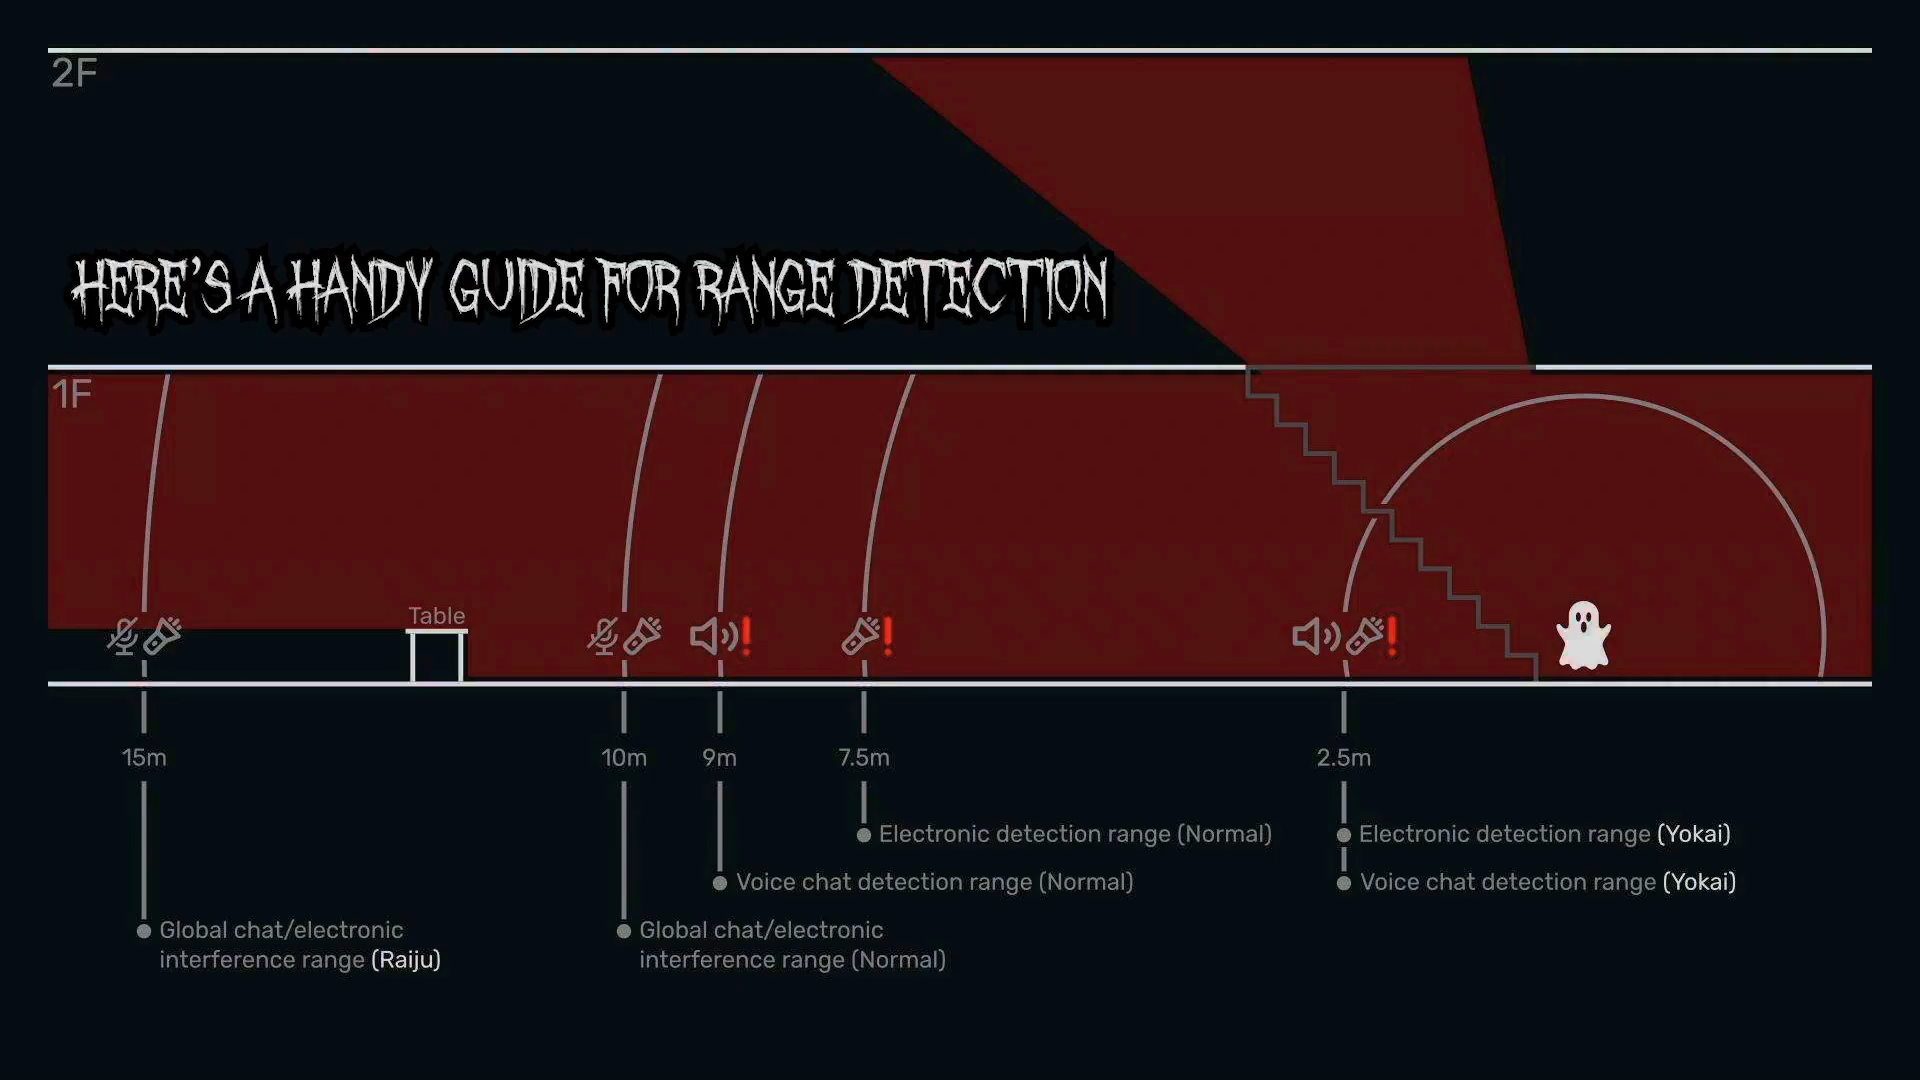 2F
HERE'S A HANDY GUIDE FOR RANGE DETECTION
1F
Table
15m
10m
9m
7.5m
2.5m
Electronic detection range (Normal)
Electronic detection range (Yokai)
Voice chat detection range (Normal)
Voice chat detection range (Yokai)
Global chat/electronic
interference range (Raiju)
Global chat/electronic
interference range (Normal)